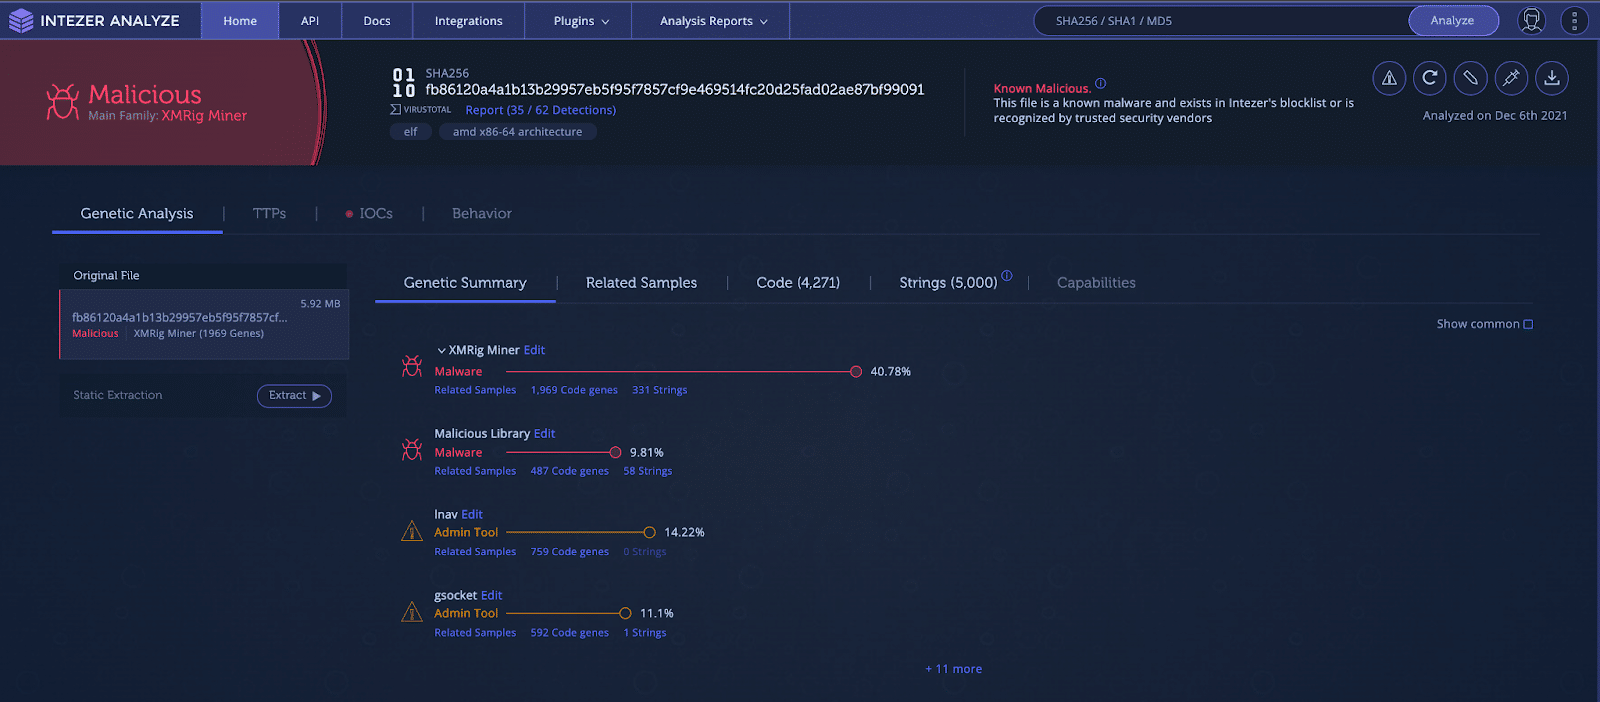 INTEZER ANALYZE
Home
API
Docs
Integrations
Plugins
Analysis Reports
SHA256 / SHA1 / MD5
Analyze
Malicious
Main Family: XMRig Miner
01
10
SHA256
fb86120a4a1b13b29957eb5f95f7857cf9e469514fc20d25fad02ae87bf99091
VIRUSTOTAL
Report (35 / 62 Detections)
elf
amd x86-64 architecture
Known Malicious.
This file is a known malware and exists in Intezer's blocklist or is
recognized by trusted security vendors
Analyzed on Dec 6th 2021
Genetic Analysis
TTPs
IOCs
Behavior
Original File
5.92 MB
fb86120a4a1b13b29957eb5f95f7857cf...
Malicious
XMRig Miner (1969 Genes)
Static Extraction
Extract
Genetic Summary
Related Samples
Code (4,271)
Strings (5,000)
Capabilities
Show common
XMRig Miner Edit
Malware
40.78%
Related Samples 1,969 Code genes 331 Strings
Malicious Library Edit
Malware
9.81%
Related Samples 487 Code genes 58 Strings
lnav Edit
Admin Tool
14.22%
Related Samples 759 Code genes 0 Strings
gsocket Edit
Admin Tool
11.1%
Related Samples 592 Code genes 1 Strings
+ 11 more